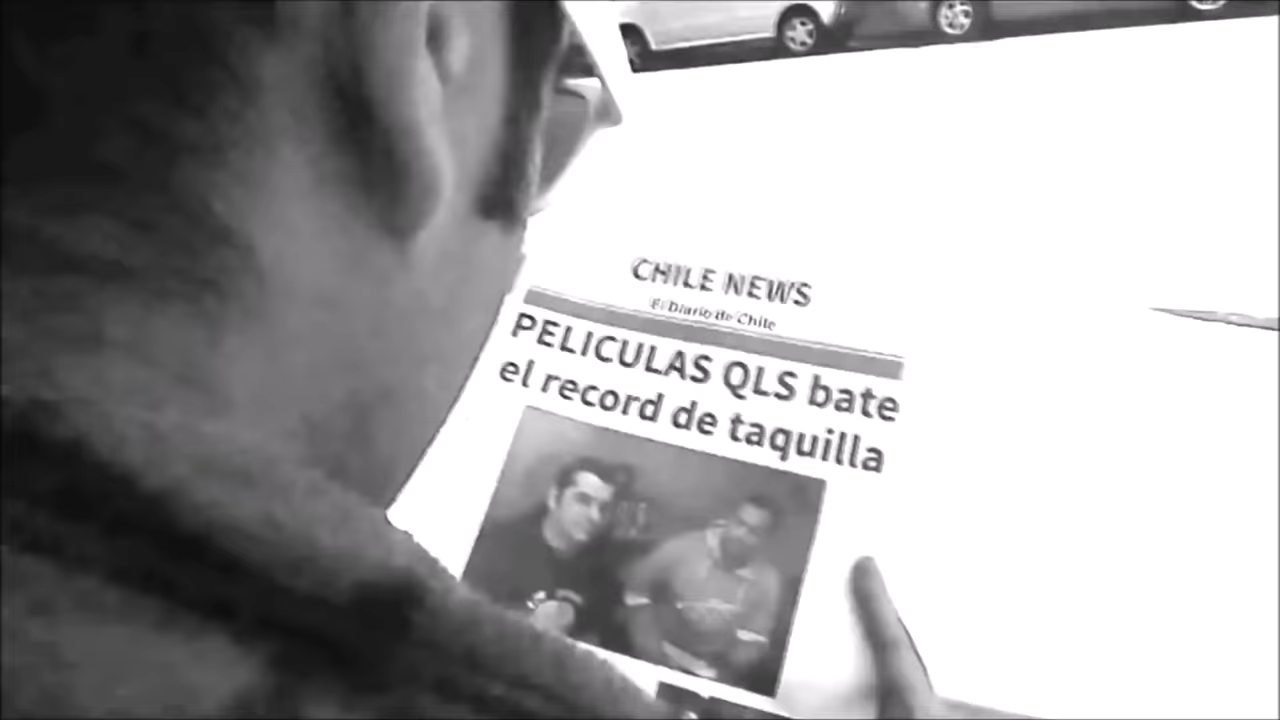 CHILE NEWS
El Diario de Chile
PELICULAS QLS bate
el record de taquilla